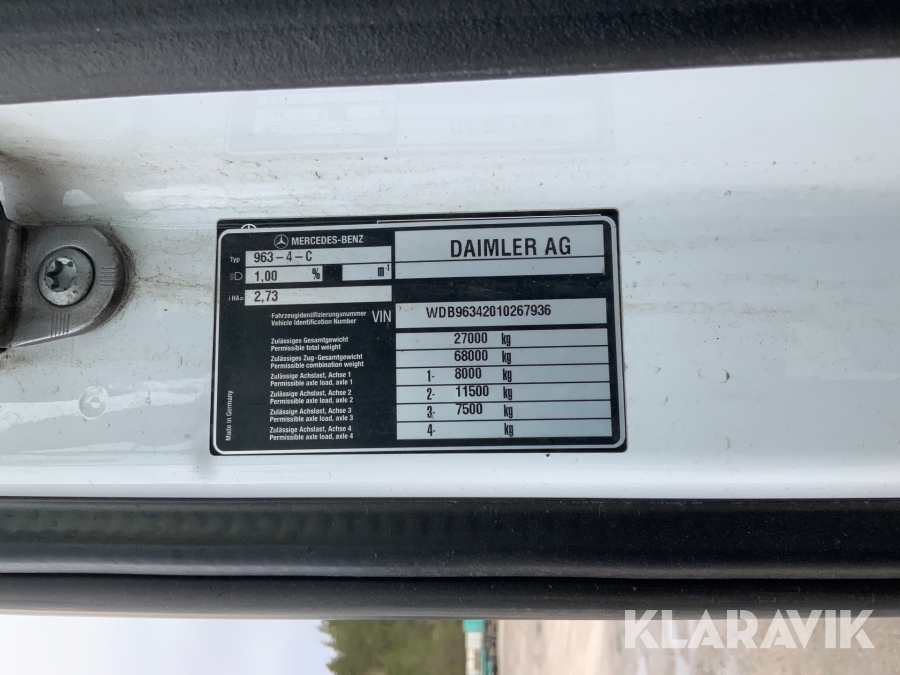 MERCEDES-BENZ
DAIMLER AG
Typ 963-4-C
1,00 % m-1
i HA= 2,73
Fahrzeugidentifizierungsnummer
Vehicle Identification Number
VIN WDB96342010267936
Zulässiges Gesamtgewicht
Permissible total weight
27000 kg
Zulässiges Zug-Gesamtgewicht
Permissible combination weight
68000 kg
Zulässige Achslast, Achse 1
Permissible axle load, axle 1
1- 8000 kg
Zulässige Achslast, Achse 2
Permissible axle load, axle 2
2- 11500 kg
Zulässige Achslast, Achse 3
Permissible axle load, axle 3
3- 7500 kg
Zulässige Achslast, Achse 4
Permissible axle load, axle 4
4- kg
Made in Germany
KLARAVIK